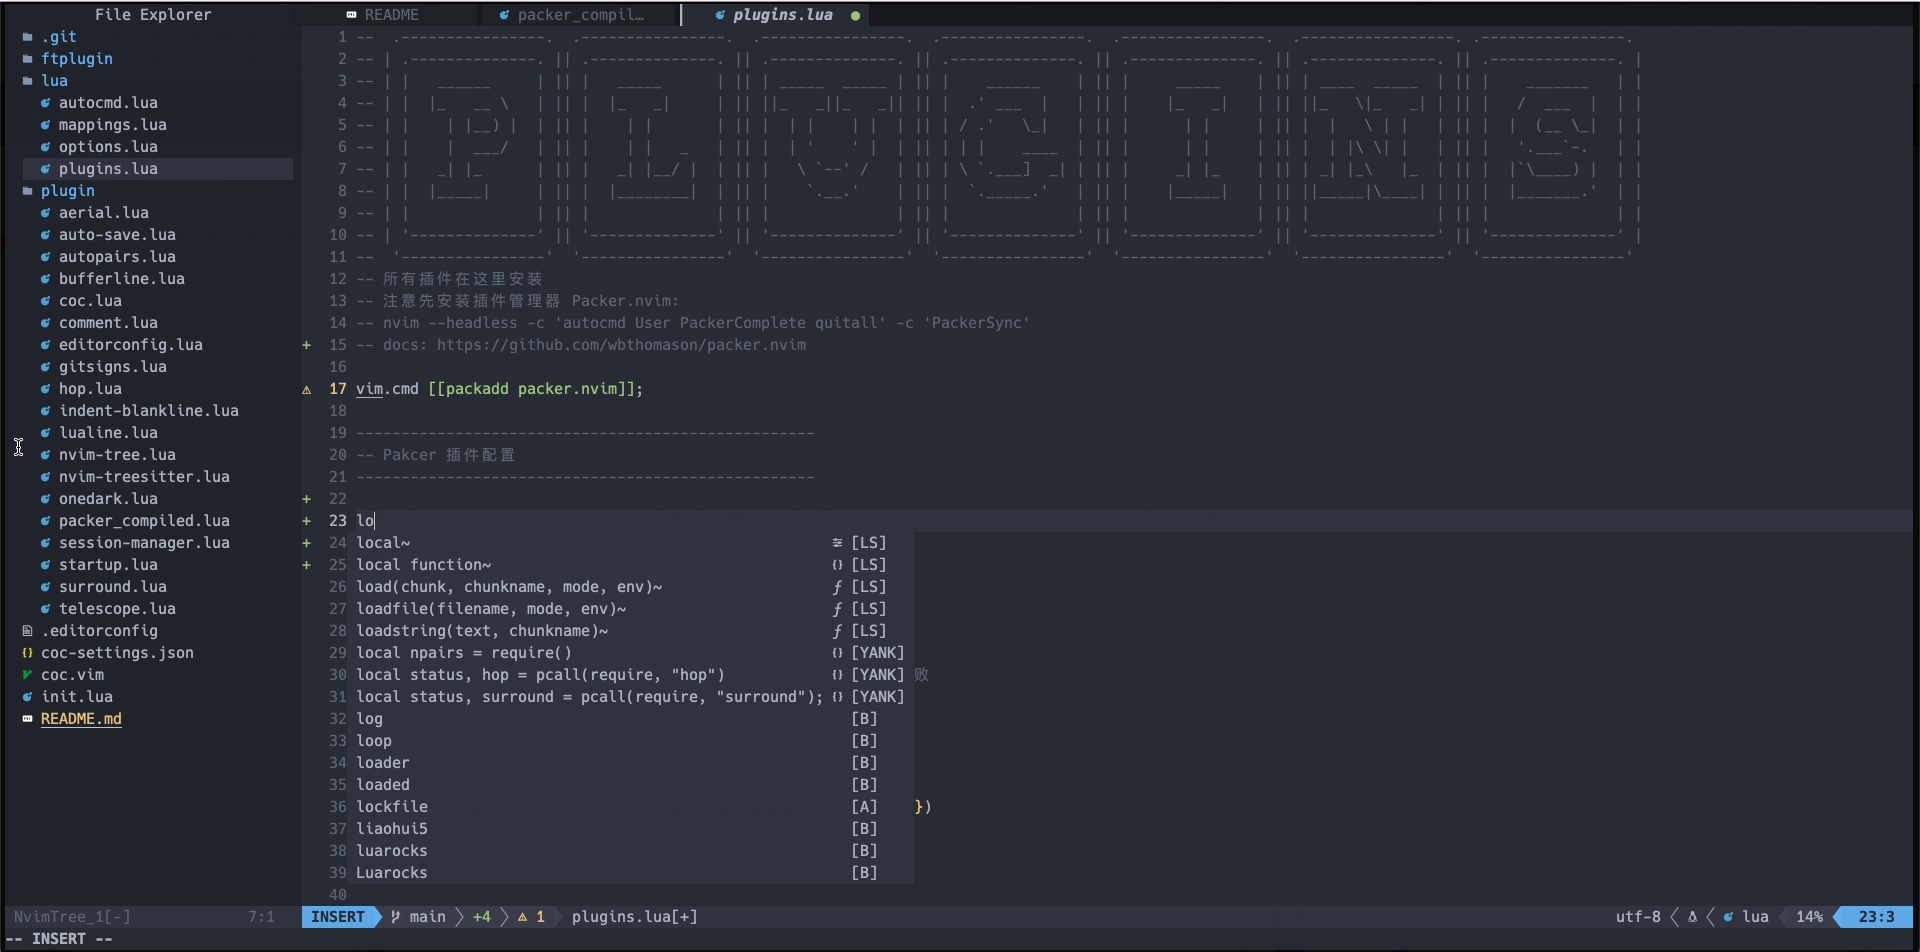 File Explorer
README
packer_compil…
plugins.lua
.git
ftplugin
lua
autocmd.lua
mappings.lua
options.lua
plugins.lua
plugin
aerial.lua
auto-save.lua
autopairs.lua
bufferline.lua
coc.lua
comment.lua
editorconfig.lua
gitsigns.lua
hop.lua
indent-blankline.lua
lualine.lua
nvim-tree.lua
nvim-treesitter.lua
onedark.lua
packer_compiled.lua
session-manager.lua
startup.lua
surround.lua
telescope.lua
.editorconfig
coc-settings.json
coc.vim
init.lua
README.md
1 --
2 --
3 --
4 --
5 --
6 --
7 --
8 --
9 --
10 --
11 --
PLUGINS
12 -- 所有插件在这里安装
13 -- 注意先安装插件管理器 Packer.nvim:
14 -- nvim --headless -c 'autocmd User PackerComplete quitall' -c 'PackerSync'
+ 15 -- docs: https://github.com/wbthomason/packer.nvim
16
17 vim.cmd [[packadd packer.nvim]];
18
19 ---------------------------------------------------
20 -- Pakcer 插件配置
21 ---------------------------------------------------
+ 22
+ 23 lo
+ 24 local~ [LS]
+ 25 local function~ [LS]
26 load(chunk, chunkname, mode, env)~ [LS]
27 loadfile(filename, mode, env)~ [LS]
28 loadstring(text, chunkname)~ [LS]
29 local npairs = require() [YANK]
30 local status, hop = pcall(require, "hop") [YANK] 败
31 local status, surround = pcall(require, "surround"); [YANK]
32 log [B]
33 loop [B]
34 loader [B]
35 loaded [B]
36 lockfile [A] })
37 liaohui5 [B]
38 luarocks [B]
39 Luarocks [B]
40
NvimTree_1[-] 7:1 INSERT main +4 1 plugins.lua[+] utf-8 lua 14% 23:3
-- INSERT --